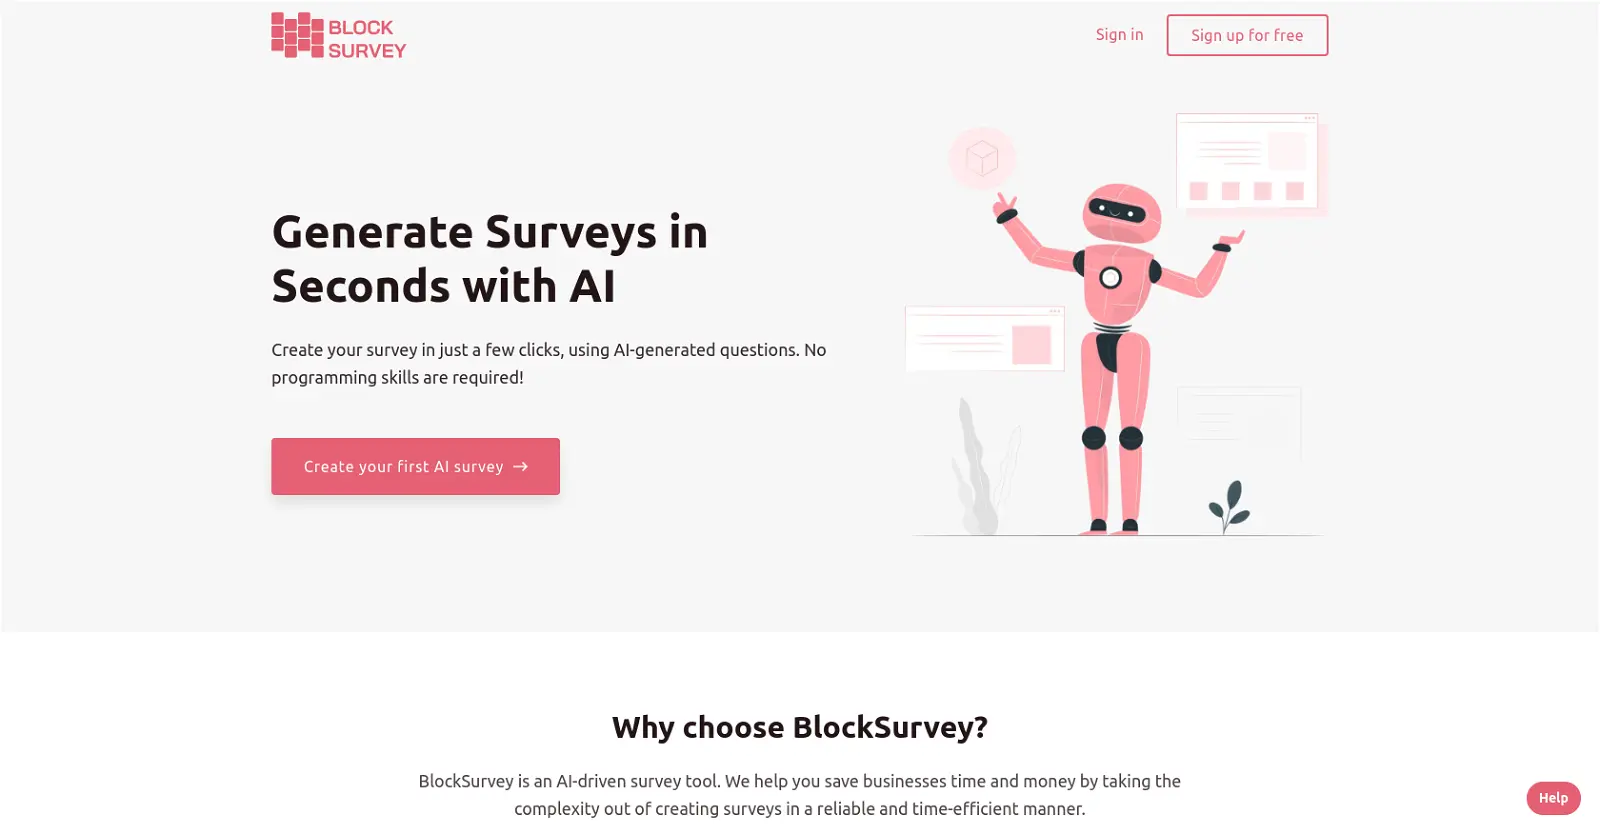 BLOCK
SURVEY
Sign in
Sign up for free
Generate Surveys in
Seconds with AI
Create your survey in just a few clicks, using AI-generated questions. No
programming skills are required!
Create your first AI survey →
Why choose BlockSurvey?
BlockSurvey is an AI-driven survey tool. We help you save businesses time and money by taking the
complexity out of creating surveys in a reliable and time-efficient manner.
Help